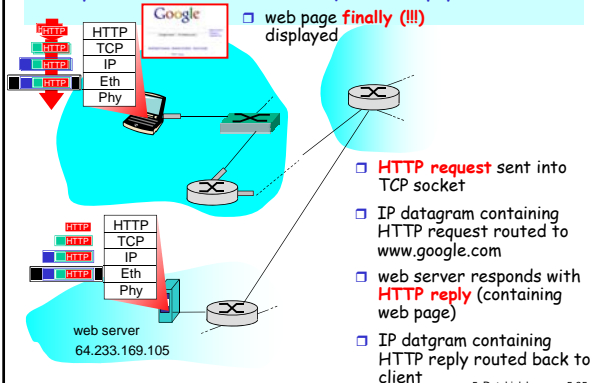 Google
web page finally (!!!)
displayed
HTTP
HTTP
HTTP
HTTP
HTTP
TCP
IP
Eth
Phy
HTTP request sent into
TCP socket
IP datagram containing
HTTP request routed to
www.google.com
web server responds with
HTTP reply (containing
web page)
IP datgram containing
HTTP reply routed back to
client
HTTP
HTTP
HTTP
HTTP
HTTP
TCP
IP
Eth
Phy
web server
64.233.169.105